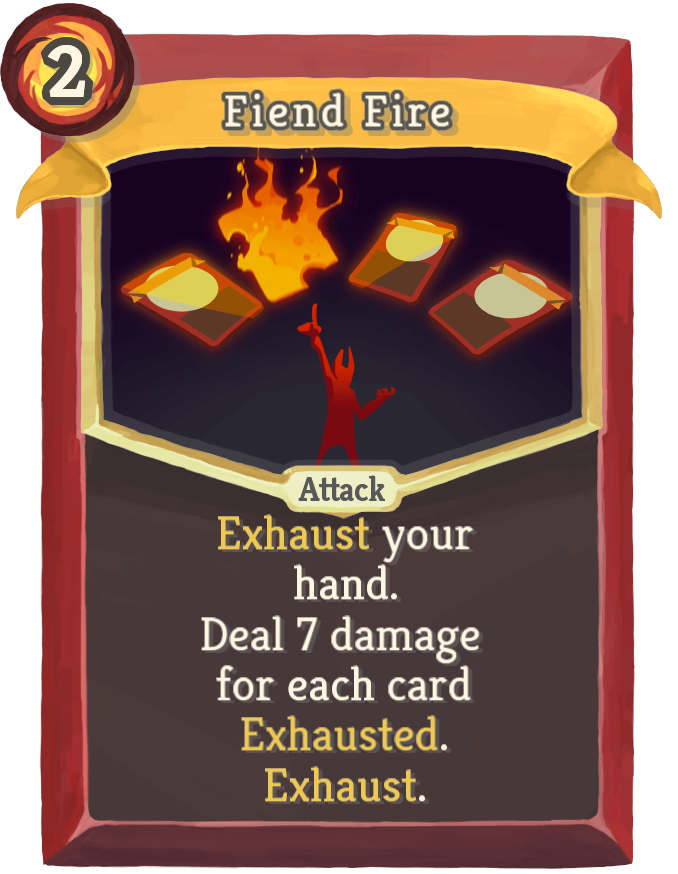 2
Fiend Fire
Attack
Exhaust your
hand.
Deal 7 damage
for each card
Exhausted.
Exhaust.